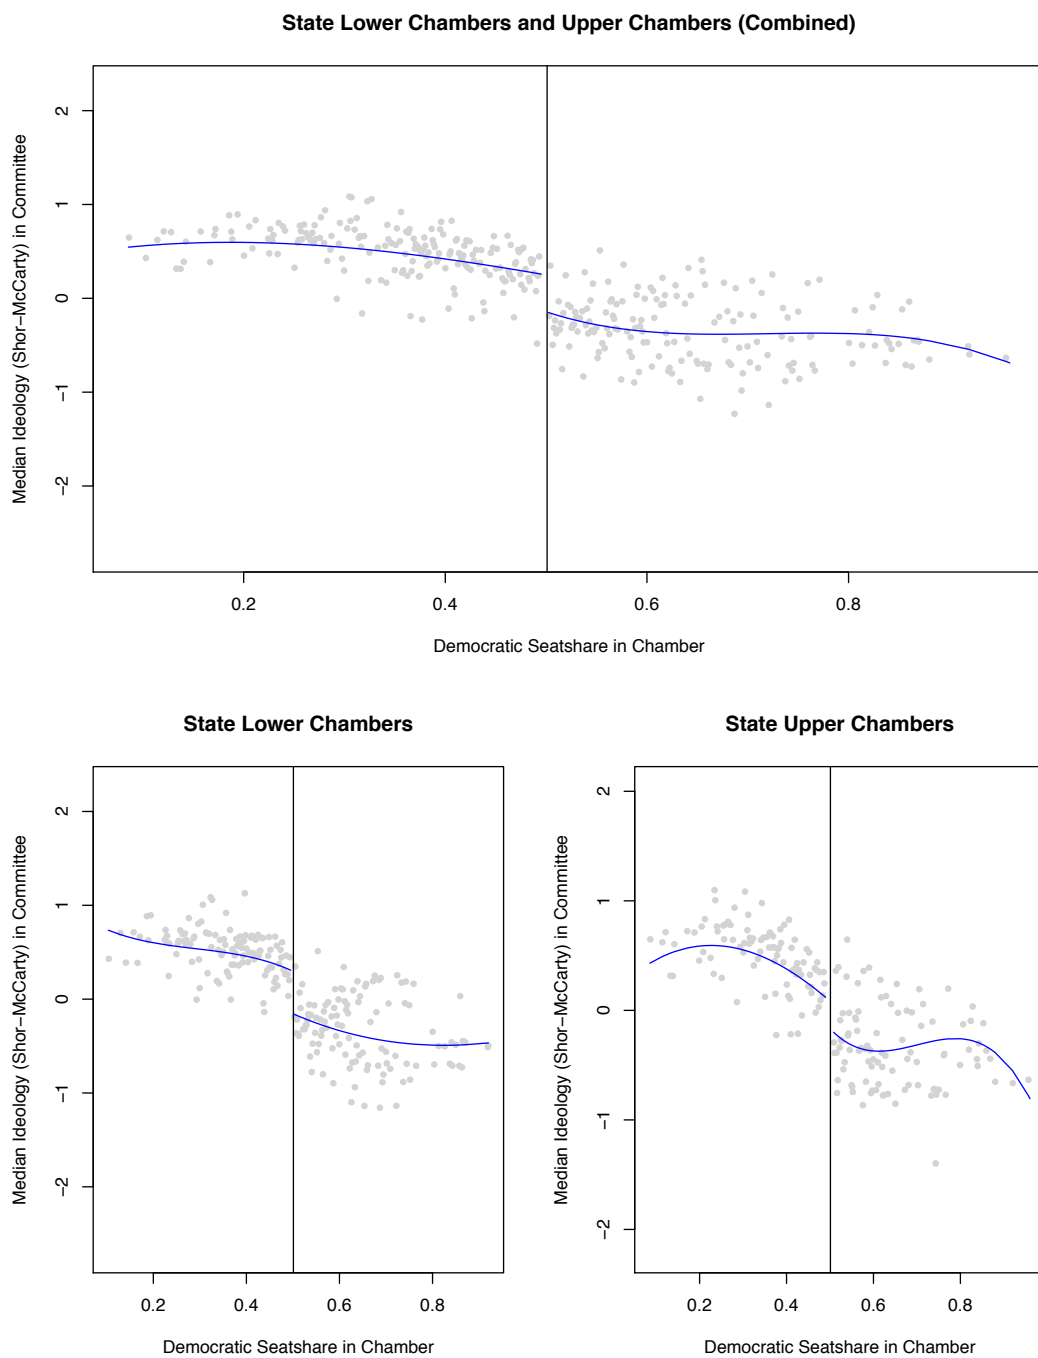 State Lower Chambers and Upper Chambers (Combined)
Median Ideology (Shor−McCarty) in Committee
2
1
0
−1
−2
0.2 0.4 0.6 0.8
Democratic Seatshare in Chamber
State Lower Chambers
Median Ideology (Shor−McCarty) in Committee
2
1
0
−1
−2
0.2 0.4 0.6 0.8
Democratic Seatshare in Chamber
State Upper Chambers
Median Ideology (Shor−McCarty) in Committee
2
1
0
−1
−2
0.2 0.4 0.6 0.8
Democratic Seatshare in Chamber